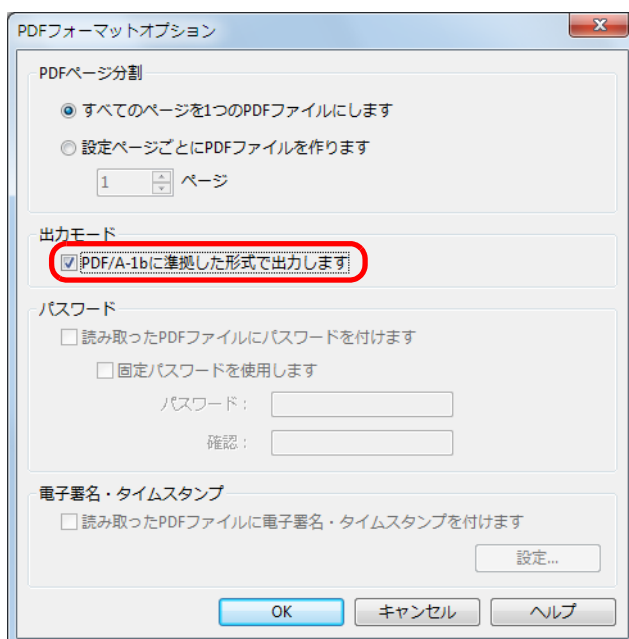 PDFフォーマットオプション
PDFページ分割
すべてのページを1つのPDFファイルにします
設定ページごとにPDFファイルを作ります
1 ページ
出力モード
PDF/A-1bに準拠した形式で出力します
パスワード
読み取ったPDFファイルにパスワードを付けます
固定パスワードを使用します
パスワード：
確認：
電子署名・タイムスタンプ
読み取ったPDFファイルに電子署名・タイムスタンプを付けます
設定...
OK キャンセル ヘルプ